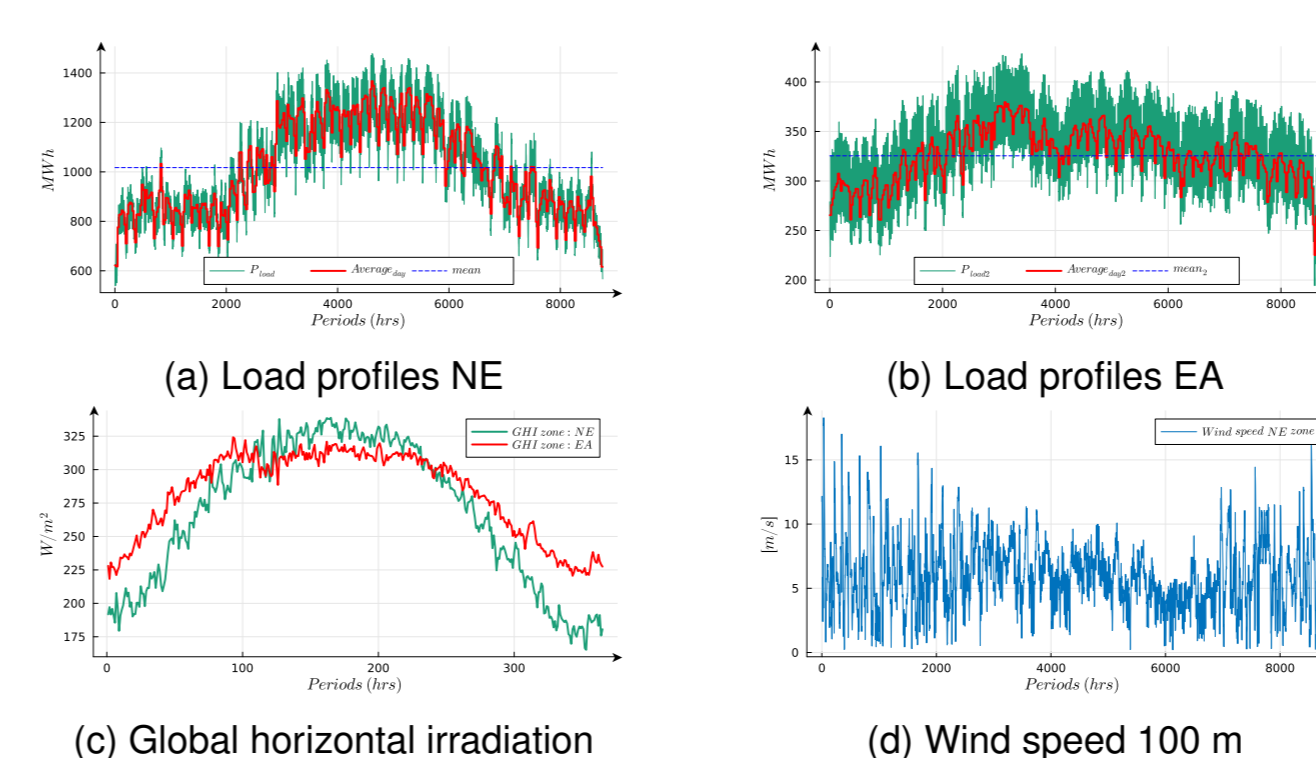 1400
1200
1000
800
600
MWh
P_load Average_day mean
0 2000 4000 6000 8000
Periods (hrs)
(a) Load profiles NE
400
350
300
250
200
MWh
P_load2 Average_day2 mean_2
0 2000 4000 6000 8000
Periods (hrs)
(b) Load profiles EA
325
300
275
250
225
200
175
W/m²
GHI zone : NE
GHI zone : EA
0 100 200 300
Periods (hrs)
(c) Global horizontal irradiation
15
10
5
0
[m/s]
Wind speed NE zone
0 2000 4000 6000 8000
Periods (hrs)
(d) Wind speed 100 m